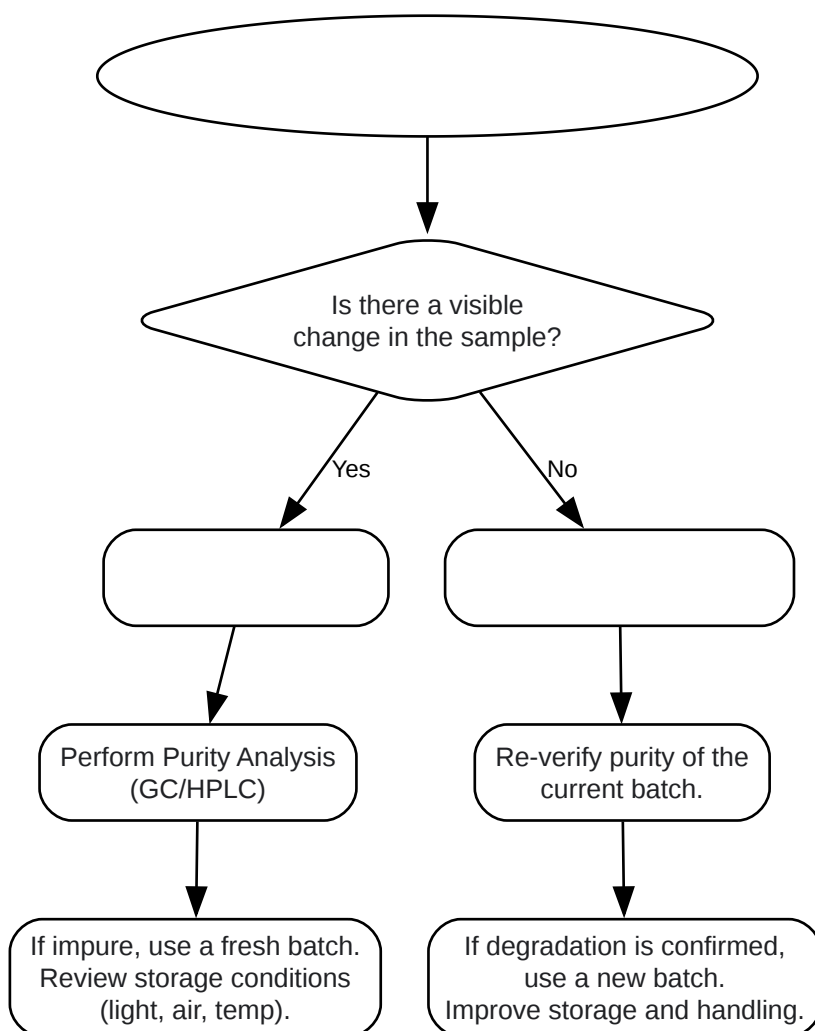 Is there a visible
change in the sample?
Yes
No
Perform Purity Analysis
(GC/HPLC)
Re-verify purity of the
current batch.
If impure, use a fresh batch.
Review storage conditions
(light, air, temp).
If degradation is confirmed,
use a new batch.
Improve storage and handling.